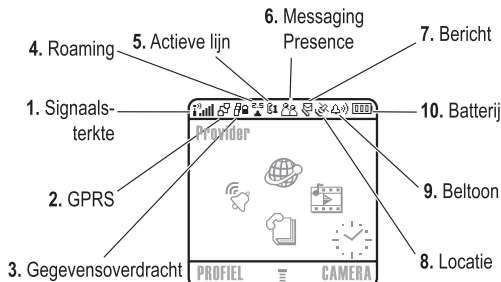 6. Messaging
Presence
5. Actieve lijn
7. Bericht
4. Roaming
1. Signaals-
terkte
10. Batterij
Provider
2. GPRS
9. Beltoon
8. Locatie
3. Gegevensoverdracht
PROFIEL
CAMERA